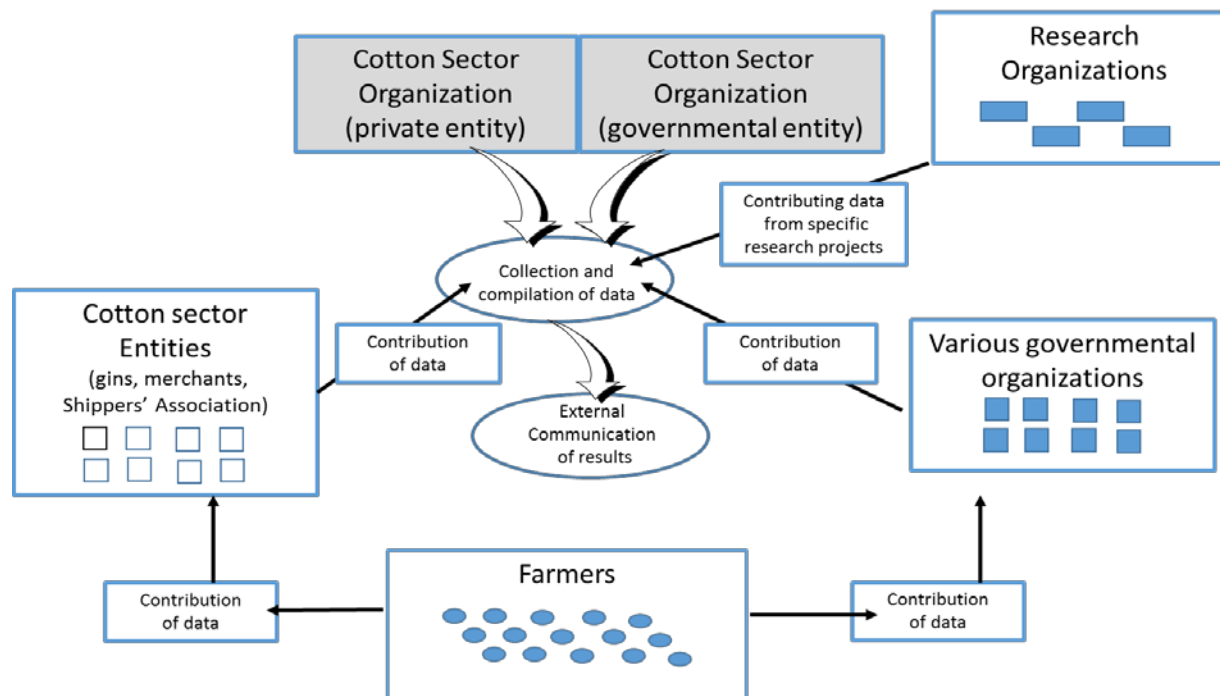 Cotton Sector
Organization
(private entity)
Cotton Sector
Organization
(governmental entity)
Research
Organizations
Contributing data
from specific
research projects
Collection and
compilation of data
Cotton sector
Entities
(gins, merchants,
Shippers’ Association)
Contribution
of data
Contribution
of data
Various governmental
organizations
External
Communication
of results
Farmers
Contribution
of data
Contribution
of data